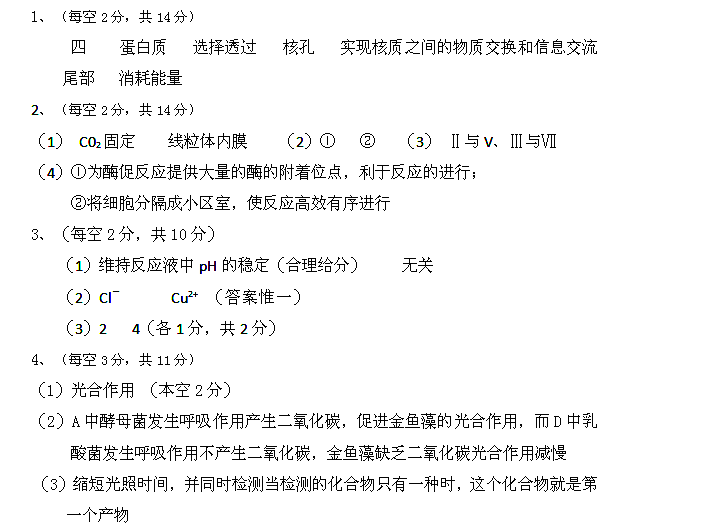 1、（每空2分，共14分）
四 蛋白质 选择透过 核孔 实现核质之间的物质交换和信息交流
尾部 消耗能量
2、（每空2分，共14分）
（1） CO₂固定 线粒体内膜 （2）① ② （3） Ⅱ与V、Ⅲ与Ⅶ
（4）①为酶促反应提供大量的酶的附着位点，利于反应的进行；
②将细胞分隔成小区室，使反应高效有序进行
3、（每空2分，共10分）
（1）维持反应液中pH的稳定（合理给分） 无关
（2）Cl⁻ Cu²⁺ （答案惟一）
（3）2 4（各1分，共2分）
4、（每空3分，共11分）
（1）光合作用 （本空2分）
（2）A中酵母菌发生呼吸作用产生二氧化碳，促进金鱼藻的光合作用，而D中乳
酸菌发生呼吸作用不产生二氧化碳，金鱼藻缺乏二氧化碳光合作用减慢
（3）缩短光照时间，并同时检测当检测的化合物只有一种时，这个化合物就是第
一个产物